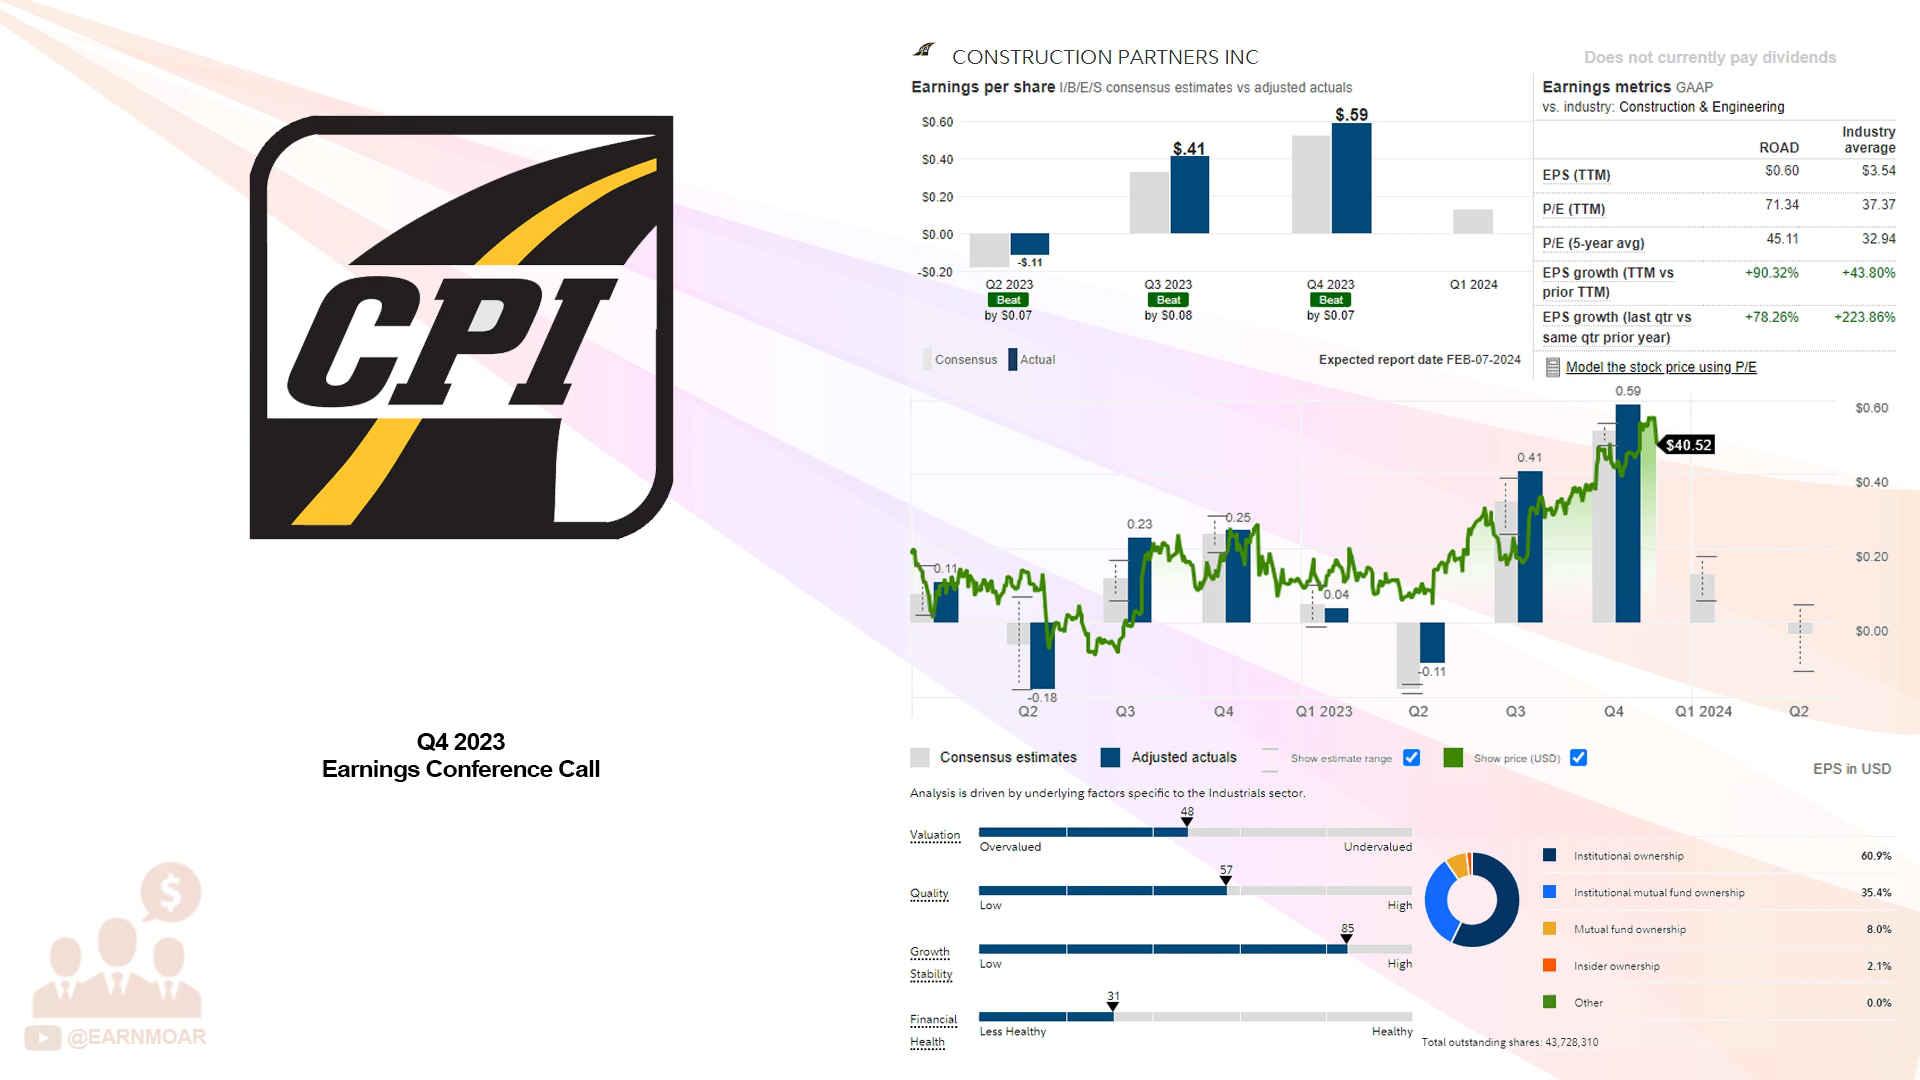 CPI
Q4 2023
Earnings Conference Call
$
@EARNMOAR
CPI
CONSTRUCTION PARTNERS INC
Does not currently pay dividends
Earnings per share I/B/E/S consensus estimates vs adjusted actuals
$0.60
$0.40
$0.20
$0.00
-$0.20
-$.11
$.41
$.59
Q2 2023
Q3 2023
Q4 2023
Q1 2024
Beat
Beat
Beat
by $0.07
by $0.08
by $0.07
Consensus
Actual
Expected report date FEB-07-2024
Earnings metrics GAAP
vs. industry: Construction & Engineering
ROAD
Industry
average
EPS (TTM) $0.60 $3.54
P/E (TTM) 71.34 37.37
P/E (5-year avg) 45.11 32.94
EPS growth (TTM vs +90.32% +43.80%
prior TTM)
EPS growth (last qtr vs +78.26% +223.86%
same qtr prior year)
Model the stock price using P/E
0.11
-0.18
0.23
0.25
0.04
-0.11
0.41
0.59
$40.52
$0.60
$0.40
$0.20
$0.00
Q2
Q3
Q4
Q1 2023
Q2
Q3
Q4
Q1 2024
Q2
Consensus estimates
Adjusted actuals
Show estimate range
Show price (USD)
EPS in USD
Analysis is driven by underlying factors specific to the Industrials sector.
48
Valuation
Overvalued
Undervalued
57
Quality
Low
High
85
Growth
Stability
Low
High
31
Financial
Health
Less Healthy
Healthy
Institutional ownership 60.9%
Institutional mutual fund ownership 35.4%
Mutual fund ownership 8.0%
Insider ownership 2.1%
Other 0.0%
Total outstanding shares: 43,728,310